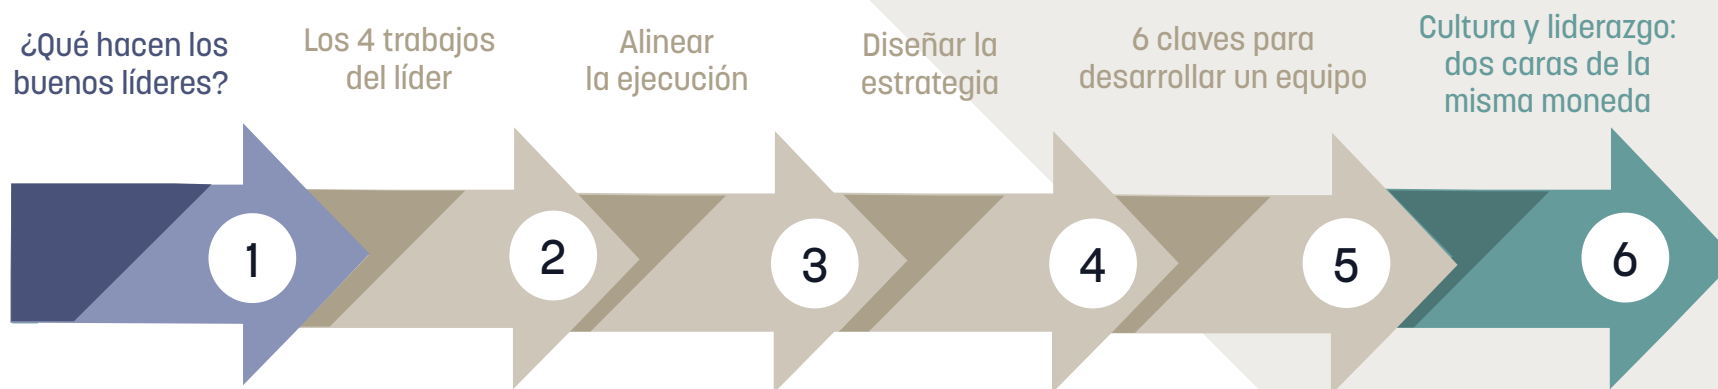 ¿Qué hacen los
buenos líderes?
Los 4 trabajos
del líder
Alinear
la ejecución
Diseñar la
estrategia
6 claves para
desarrollar un equipo
Cultura y liderazgo:
dos caras de la
misma moneda
1
2
3
4
5
6